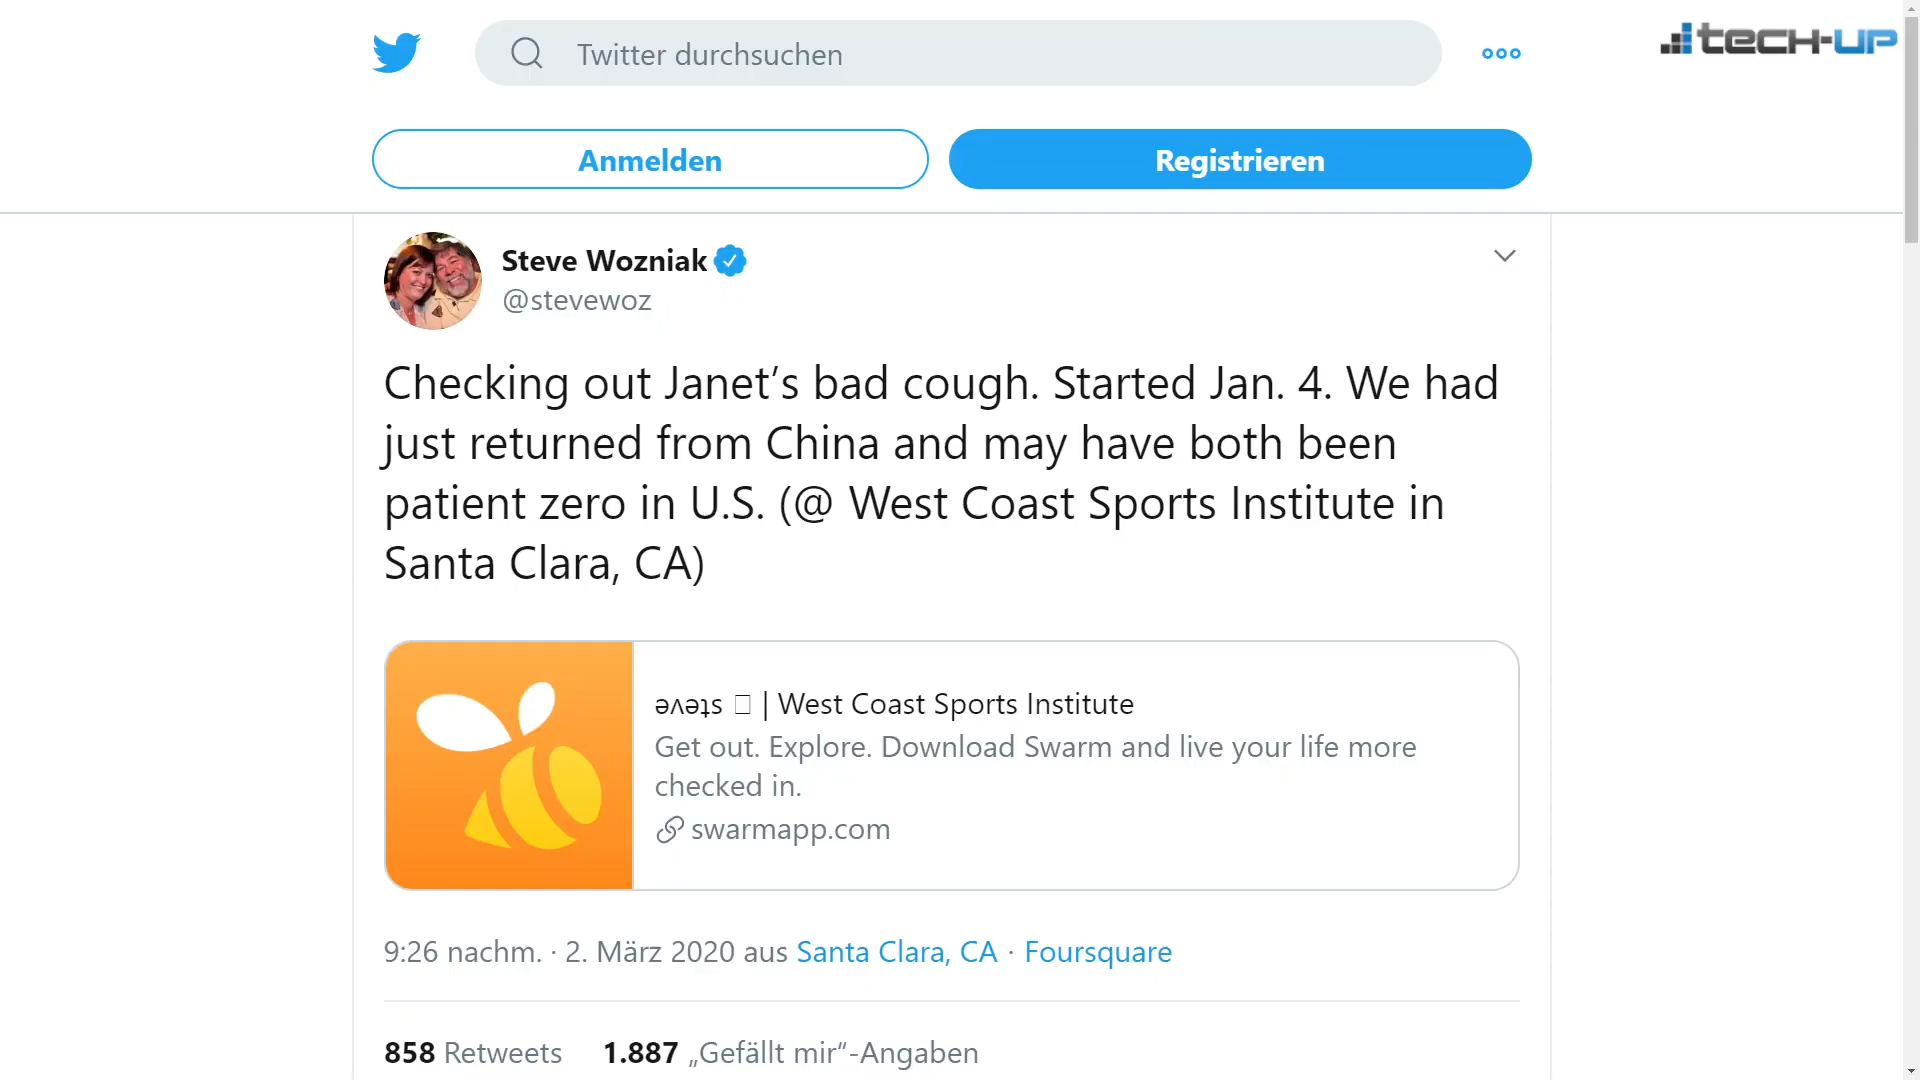 Twitter durchsuchen
tech-up
Anmelden
Registrieren
Steve Wozniak
@stevewoz
Checking out Janet’s bad cough. Started Jan. 4. We had
just returned from China and may have both been
patient zero in U.S. (@ West Coast Sports Institute in
Santa Clara, CA)
ǝʌǝʇs | West Coast Sports Institute
Get out. Explore. Download Swarm and live your life more
checked in.
swarmapp.com
9:26 nachm. · 2. März 2020 aus Santa Clara, CA · Foursquare
858 Retweets 1.887 „Gefällt mir“-Angaben